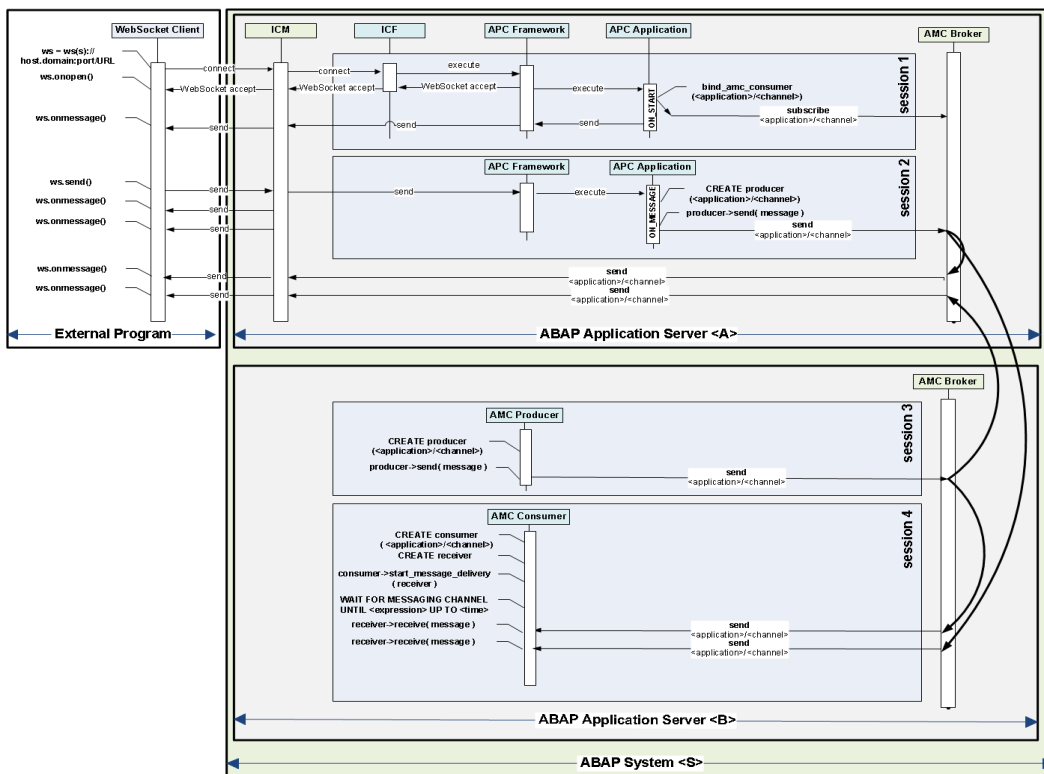 WebSocket Client
ICM
ICF
APC Framework
APC Application
AMC Broker
ws = ws(s)://
host.domain:port/URL
ws.onopen()
ws.onmessage()
connect
connect
execute
WebSocket accept
WebSocket accept
WebSocket accept
execute
ON_START
bind_amc_consumer
(<application>/<channel>)
subscribe
<application>/<channel>
send
send
send
session 1
APC Framework
APC Application
ws.send()
ws.onmessage()
ws.onmessage()
send
send
send
send
execute
ON_MESSAGE
CREATE producer
(<application>/<channel>)
producer->send( message )
send
<application>/<channel>
session 2
ws.onmessage()
ws.onmessage()
send
send
send
<application>/<channel>
send
<application>/<channel>
External Program
ABAP Application Server <A>
AMC Broker
AMC Producer
CREATE producer
(<application>/<channel>)
producer->send( message )
send
<application>/<channel>
session 3
AMC Consumer
CREATE consumer
( <application>/<channel>)
CREATE receiver
consumer->start_message_delivery
( receiver )
WAIT FOR MESSAGING CHANNEL
UNTIL <expression> UP TO <time>
receiver->receive( message )
receiver->receive( message )
send
<application>/<channel>
send
<application>/<channel>
session 4
ABAP Application Server <B>
ABAP System <S>